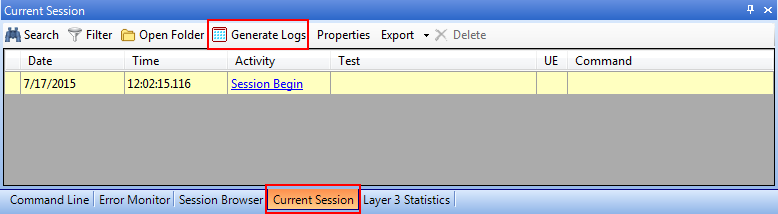 Current Session
Search Filter Open Folder Generate Logs Properties Export Delete
Date Time Activity Test UE Command
7/17/2015 12:02:15.116 Session Begin
Command Line Error Monitor Session Browser Current Session Layer 3 Statistics